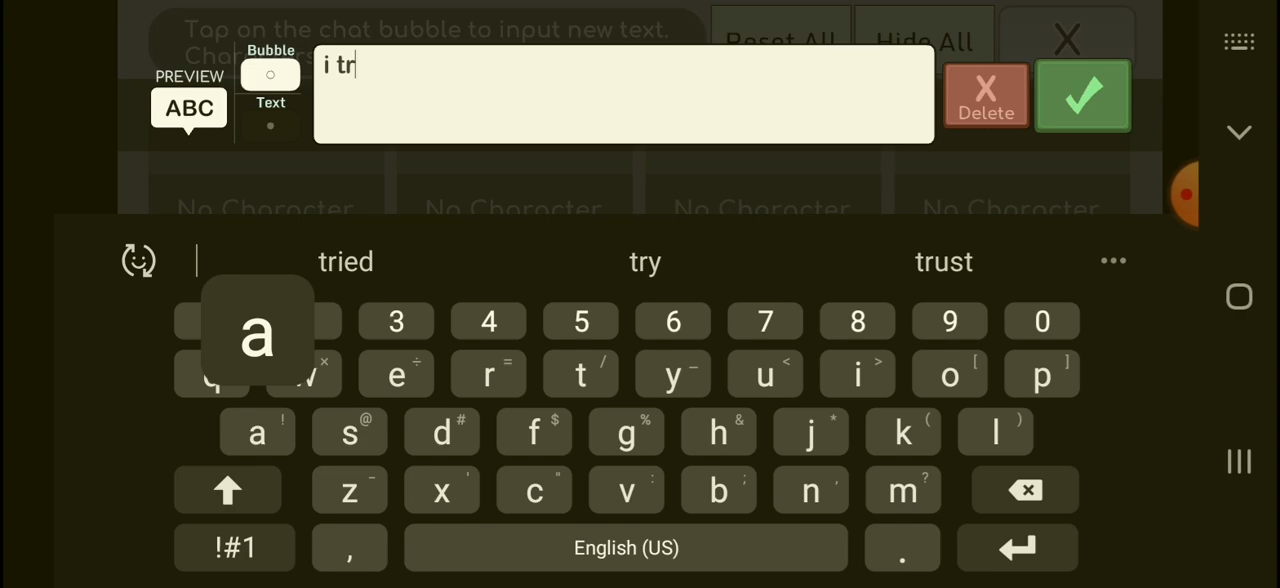 Tap on the chat bubble to input new text.
Reset All
Hide All
X
Bubble
PREVIEW
ABC
Text
i tr
X
Delete
No Character
No Character
No Character
No Character
tried
try
trust
•••
a
3 4 5 6 7 8 9 0
q w × e ÷ r = t / y _ u < i > o [ p ]
a ! s @ d # f $ g % h & j * k ( l )
z - x ' c " v : b ; n , m ?
!#1 , English (US) .